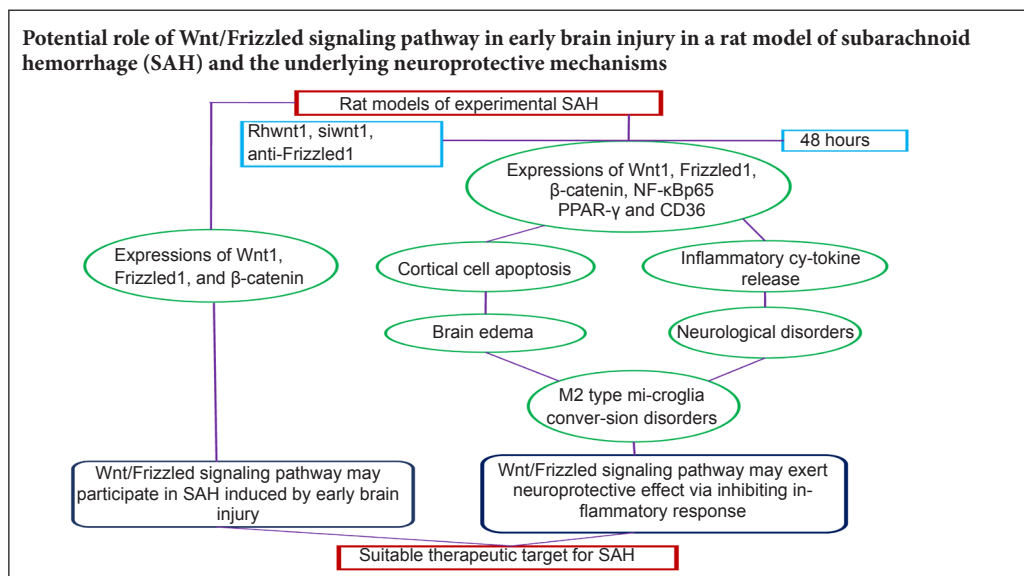 Potential role of Wnt/Frizzled signaling pathway in early brain injury in a rat model of subarachnoid
hemorrhage (SAH) and the underlying neuroprotective mechanisms
Rat models of experimental SAH
Rhwnt1, siwnt1,
anti-Frizzled1
48 hours
Expressions of Wnt1, Frizzled1,
β-catenin, NF-κBp65
PPAR-γ and CD36
Expressions of Wnt1,
Frizzled1, and β-catenin
Cortical cell apoptosis
Inflammatory cy-tokine
release
Brain edema
Neurological disorders
M2 type mi-croglia
conver-sion disorders
Wnt/Frizzled signaling pathway may
participate in SAH induced by early brain
injury
Wnt/Frizzled signaling pathway may exert
neuroprotective effect via inhibiting in-
flammatory response
Suitable therapeutic target for SAH